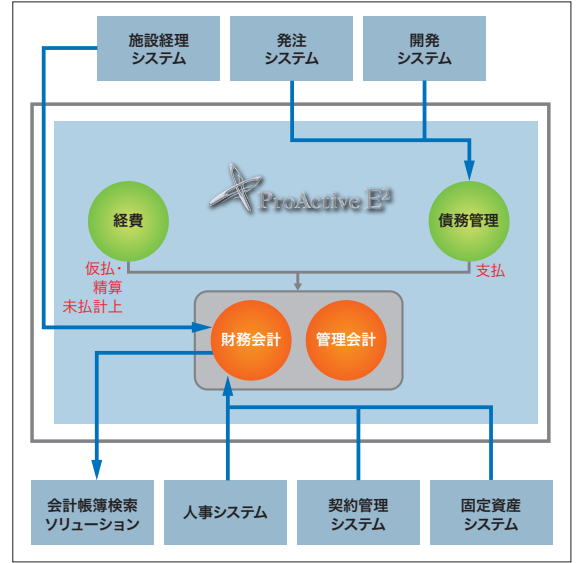 施設経理
システム
発注
システム
開発
システム
ProActive E²
経費
債務管理
仮払・
精算
未払計上
支払
財務会計
管理会計
会計帳簿検索
ソリューション
人事システム
契約管理
システム
固定資産
システム